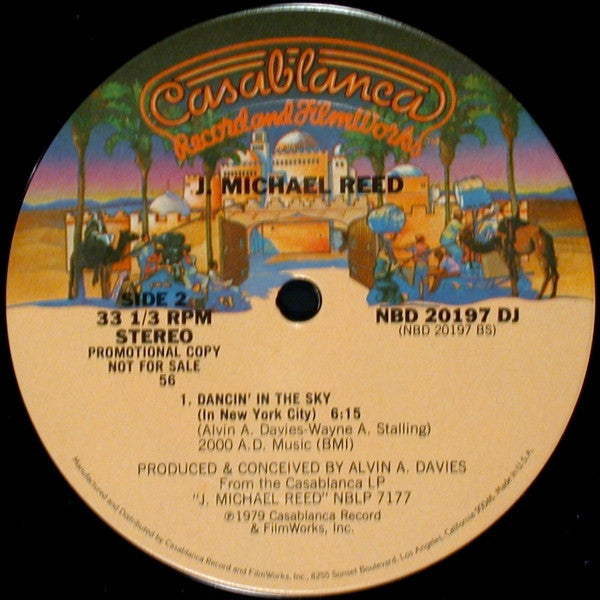 Casablanca
Record and FilmWorks
J. MICHAEL REED
SIDE 2
33 1/3 RPM
STEREO
PROMOTIONAL COPY
NOT FOR SALE
56
NBD 20197 DJ
(NBD 20197 BS)
1. DANCIN' IN THE SKY
(In New York City) 6:15
(Alvin A. Davies-Wayne A. Stalling)
2000 A.D. Music (BMI)
PRODUCED & CONCEIVED BY ALVIN A. DAVIES
From the Casablanca LP
"J. MICHAEL REED" NBLP 7177
℗1979 Casablanca Record
& FilmWorks, Inc.
Manufactured and Distributed by Casablanca Record and FilmWorks, Inc., 8255 Sunset Boulevard, Los Angeles, California 90046. Made in U.S.A.